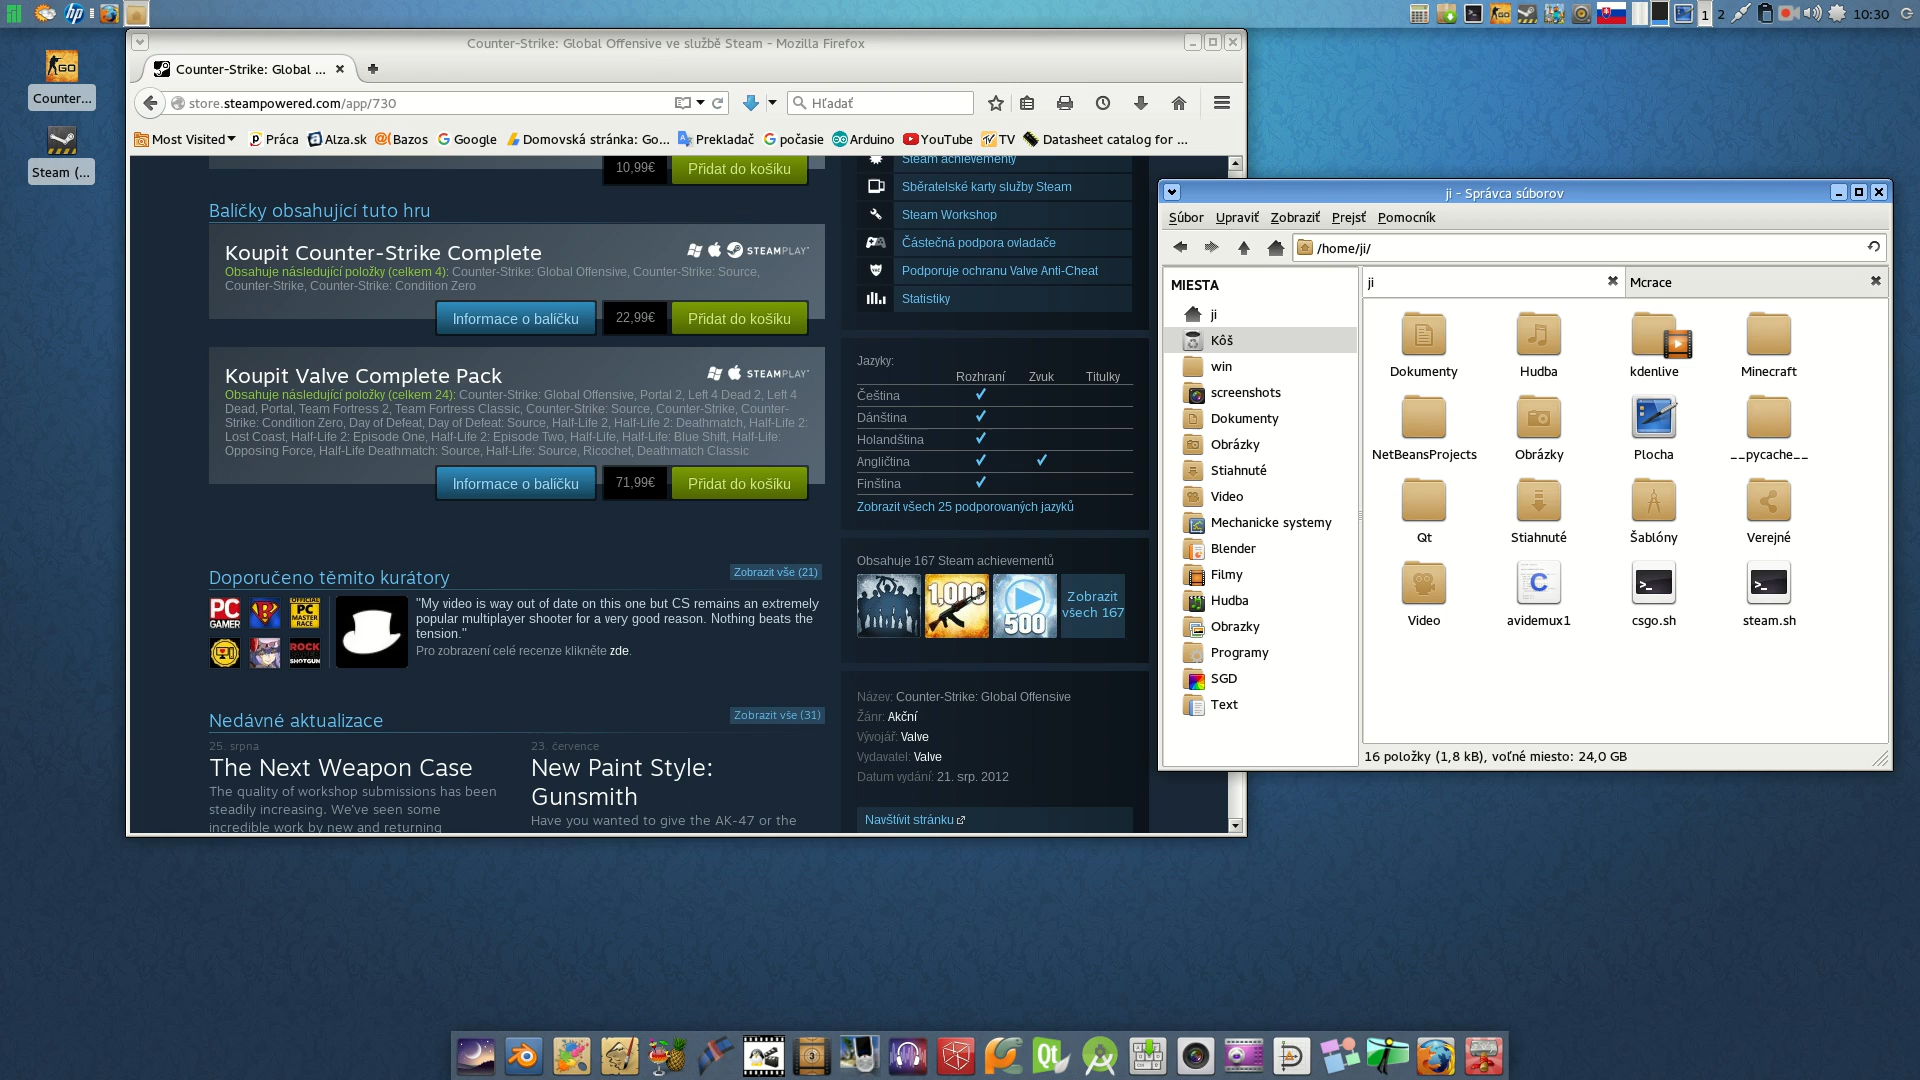 1 2 10:30
Counter...
Steam (...
Counter-Strike: Global Offensive ve službě Steam - Mozilla Firefox
Counter-Strike: Global ...
store.steampowered.com/app/730
Hľadať
Most Visited Práca Alza.sk Bazos Google Domovská stránka: Go... Prekladač počasie Arduino YouTube TV Datasheet catalog for ...
10,99€ Přidat do košíku
Balíčky obsahující tuto hru
Koupit Counter-Strike Complete
STEAMPLAY
Obsahuje následující položky (celkem 4): Counter-Strike: Global Offensive, Counter-Strike: Source,
Counter-Strike, Counter-Strike: Condition Zero
Informace o balíčku 22,99€ Přidat do košíku
Koupit Valve Complete Pack
STEAMPLAY
Obsahuje následující položky (celkem 24): Counter-Strike: Global Offensive, Portal 2, Left 4 Dead 2, Left 4
Dead, Portal, Team Fortress 2, Team Fortress Classic, Counter-Strike: Source, Counter-Strike, Counter-
Strike: Condition Zero, Day of Defeat, Day of Defeat: Source, Half-Life 2, Half-Life 2: Deathmatch, Half-Life 2:
Lost Coast, Half-Life 2: Episode One, Half-Life 2: Episode Two, Half-Life, Half-Life: Blue Shift, Half-Life:
Opposing Force, Half-Life Deathmatch: Source, Half-Life: Source, Ricochet, Deathmatch Classic
Informace o balíčku 71,99€ Přidat do košíku
Doporučeno těmito kurátory
Zobrazit vše (21)
PC GAMER
OFFICIAL PC MASTER RACE
ROCK PAPER SHOTGUN
"My video is way out of date on this one but CS remains an extremely
popular multiplayer shooter for a very good reason. Nothing beats the
tension."
Pro zobrazení celé recenze klikněte zde.
Nedávné aktualizace
Zobrazit vše (31)
25. srpna
The Next Weapon Case
The quality of workshop submissions has been
steadily increasing. We've seen some
incredible work by new and returning
23. července
New Paint Style:
Gunsmith
Have you wanted to give the AK-47 or the
Steam achievementy
Sběratelské karty služby Steam
Steam Workshop
Částečná podpora ovladače
Podporuje ochranu Valve Anti-Cheat
Statistiky
Jazyky:
Rozhraní Zvuk Titulky
Čeština ✓
Dánština ✓
Holandština ✓
Angličtina ✓ ✓
Finština ✓
Zobrazit všech 25 podporovaných jazyků
Obsahuje 167 Steam achievementů
1,000
500
Zobrazit
všech 167
Název: Counter-Strike: Global Offensive
Žánr: Akční
Vývojář: Valve
Vydavatel: Valve
Datum vydání: 21. srp. 2012
Navštívit stránku
ji - Správca súborov
Súbor Upraviť Zobraziť Prejsť Pomocník
/home/ji/
MIESTA
ji
Kôš
win
screenshots
Dokumenty
Obrázky
Stiahnuté
Video
Mechanicke systemy
Blender
Filmy
Hudba
Obrazky
Programy
SGD
Text
ji Mcrace
Dokumenty Hudba kdenlive Minecraft
NetBeansProjects Obrázky Plocha __pycache__
Qt Stiahnuté Šablóny Verejné
Video avidemux1 csgo.sh steam.sh
16 položky (1,8 kB), voľné miesto: 24,0 GB